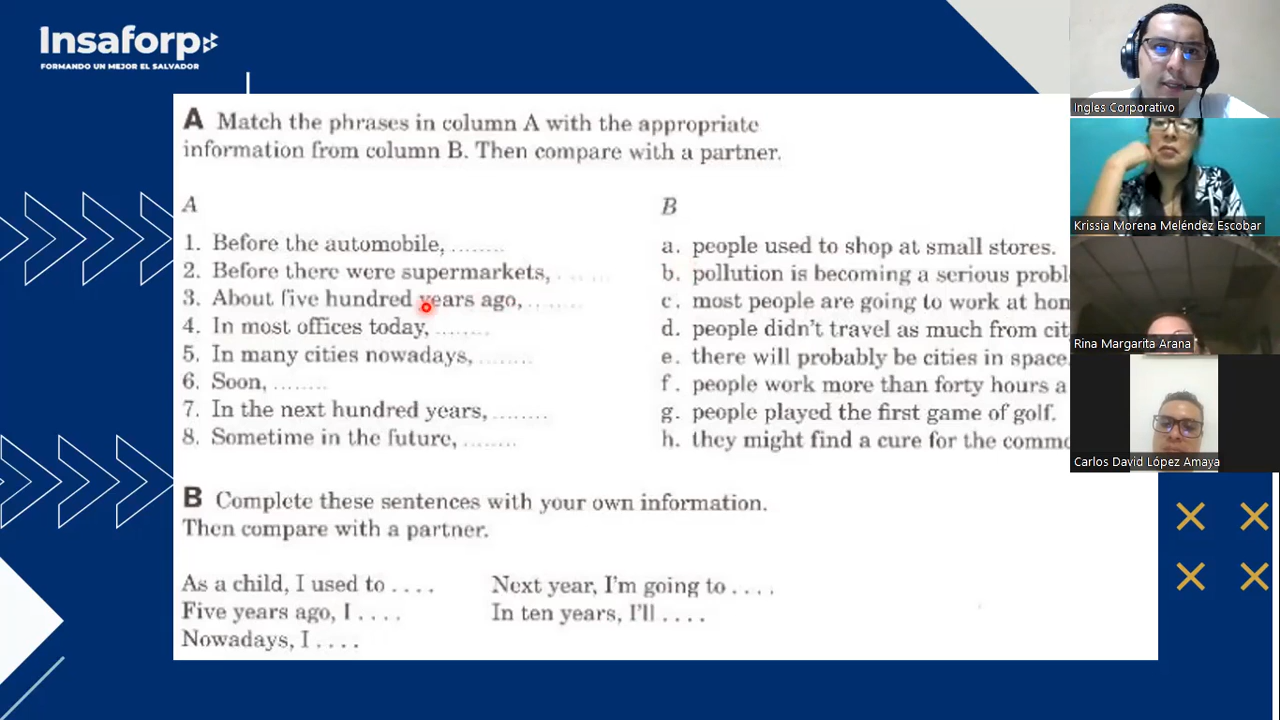 Insaforp
FORMANDO UN MEJOR EL SALVADOR
A Match the phrases in column A with the appropriate
information from column B. Then compare with a partner.
A
1. Before the automobile, ........
2. Before there were supermarkets, ........
3. About five hundred years ago, ........
4. In most offices today, ........
5. In many cities nowadays, ........
6. Soon, ........
7. In the next hundred years, ........
8. Sometime in the future, ........
B
a. people used to shop at small stores.
b. pollution is becoming a serious
c. most people are going to work at
d. people didn't travel as much from
e. there will probably be cities in space.
f. people work more than forty hours a
g. people played the first game of golf.
h. they might find a cure for the
B Complete these sentences with your own information.
Then compare with a partner.
As a child, I used to . . . .
Five years ago, I . . . .
Nowadays, I . . . .
Next year, I'm going to . . . .
In ten years, I'll . . . .
Ingles Corporativo
Krissia Morena Meléndez Escobar
Rina Margarita Arana
Carlos David López Amaya